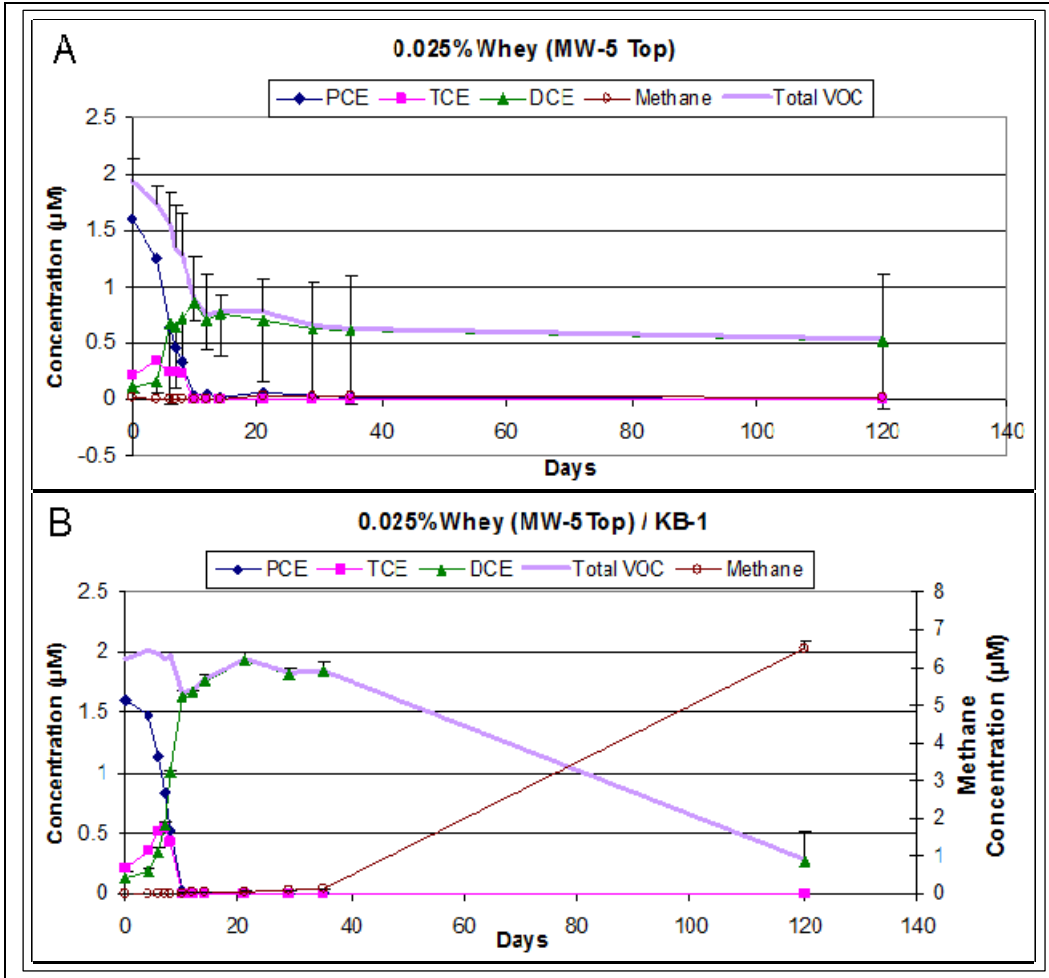 A
0.025%Whey (MW-5 Top)
PCE TCE DCE Methane Total VOC
Concentration (µM)
2.5
2
1.5
1
0.5
0
-0.5
0 20 40 60 80 100 120 140
Days
B
0.025%Whey (MW-5Top) / KB-1
PCE TCE DCE Total VOC Methane
Concentration (µM)
2.5
2
1.5
1
0.5
0
8
7
6
5
4
3
2
1
0
Methane
Concentration (µM)
0 20 40 60 80 100 120 140
Days